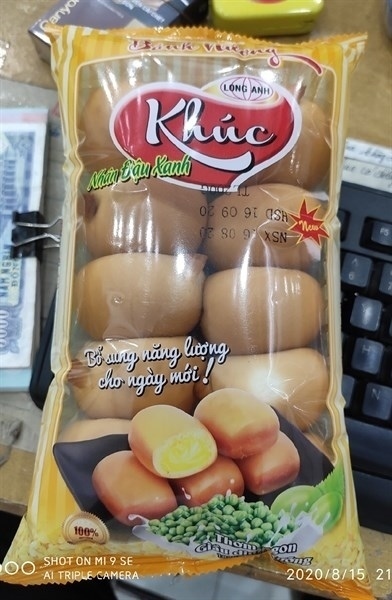 Bánh Nướng
LONG ANH
Khúc
Nhân Đậu Xanh
New
NSX 16 08 20
HSD 16 09 20
Bổ sung năng lượng
cho ngày mới!
100%
SHOT ON MI 9 SE
AI TRIPLE CAMERA
2020/8/15 21